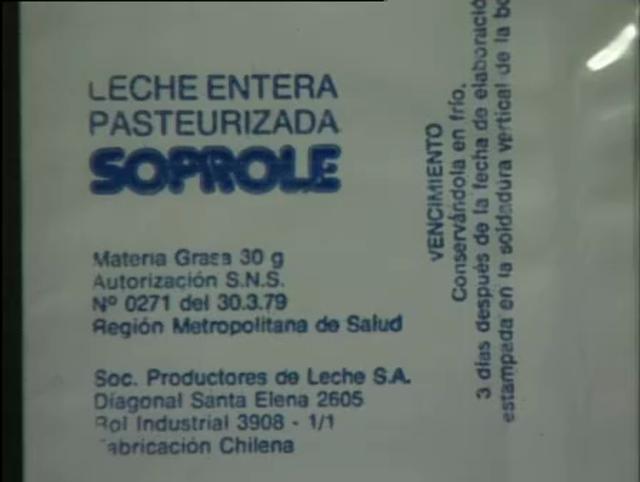 LECHE ENTERA
PASTEURIZADA
SOPROLE
Materia Grasa 30 g
Autorización S.N.S.
Nº 0271 del 30.3.79
Región Metropolitana de Salud
Soc. Productores de Leche S.A.
Diagonal Santa Elena 2605
Rol Industrial 3908 - 1/1
Fabricación Chilena
VENCIMIENTO
Conservándola en frío,
3 días después de la fecha de elaboració
estampada en la soldadura vertical de la bo